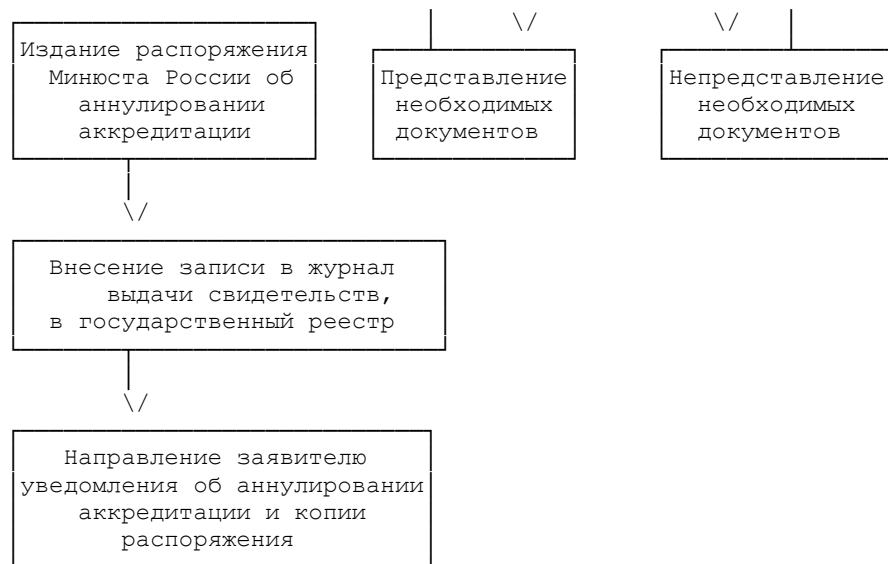 Издание распоряжения
Минюста России об
аннулировании
аккредитации
Представление
необходимых
документов
Непредставление
необходимых
документов
Внесение записи в журнал
выдачи свидетельств,
в государственный реестр
Направление заявителю
уведомления об аннулировании
аккредитации и копии
распоряжения